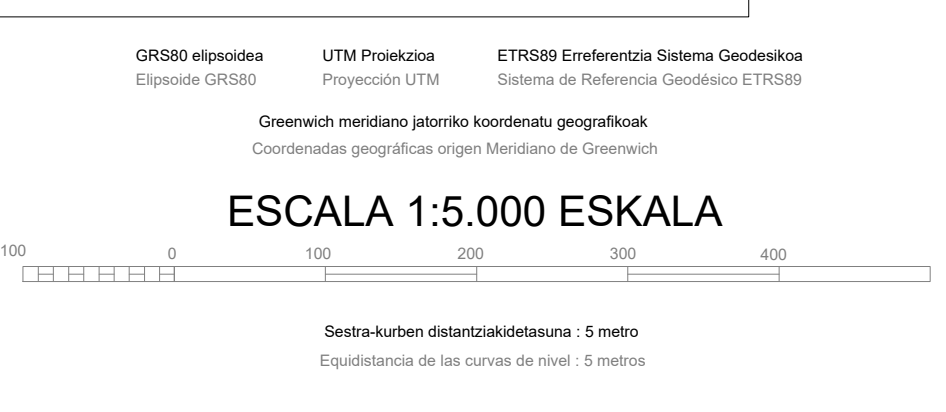 GRS80 elipsoidea UTM Proiekzioa ETRS89 Erreferentzia Sistema Geodesikoa
Elipsoide GRS80 Proyección UTM Sistema de Referencia Geodésico ETRS89
Greenwich meridiano jatorriko koordenatu geografikoak
Coordenadas geográficas origen Meridiano de Greenwich
ESCALA 1:5.000 ESKALA
100 0 100 200 300 400
Sestra-kurben distantziakidetasuna : 5 metro
Equidistancia de las curvas de nivel : 5 metros